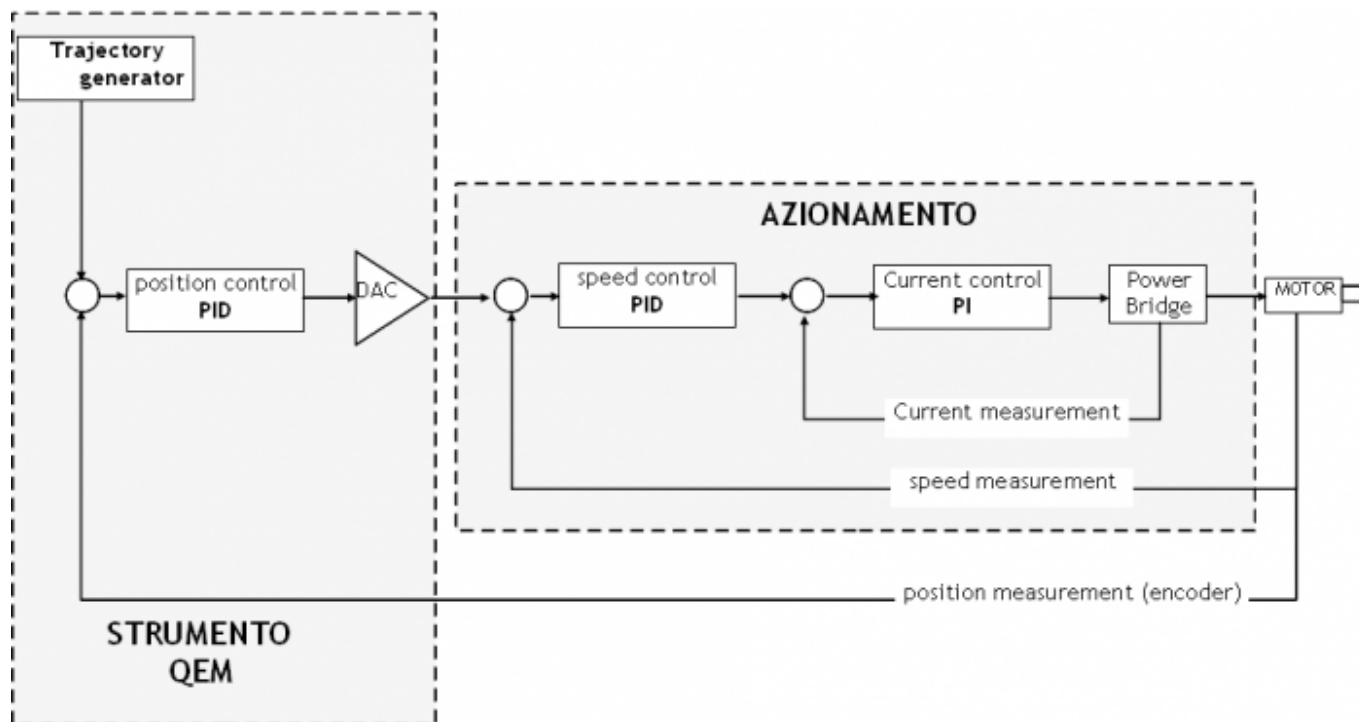 Trajectory
generator
AZIONAMENTO
position control
PID
DAC
speed control
PID
Current control
PI
Power
Bridge
MOTOR
Current measurement
speed measurement
position measurement (encoder)
STRUMENTO
QEM